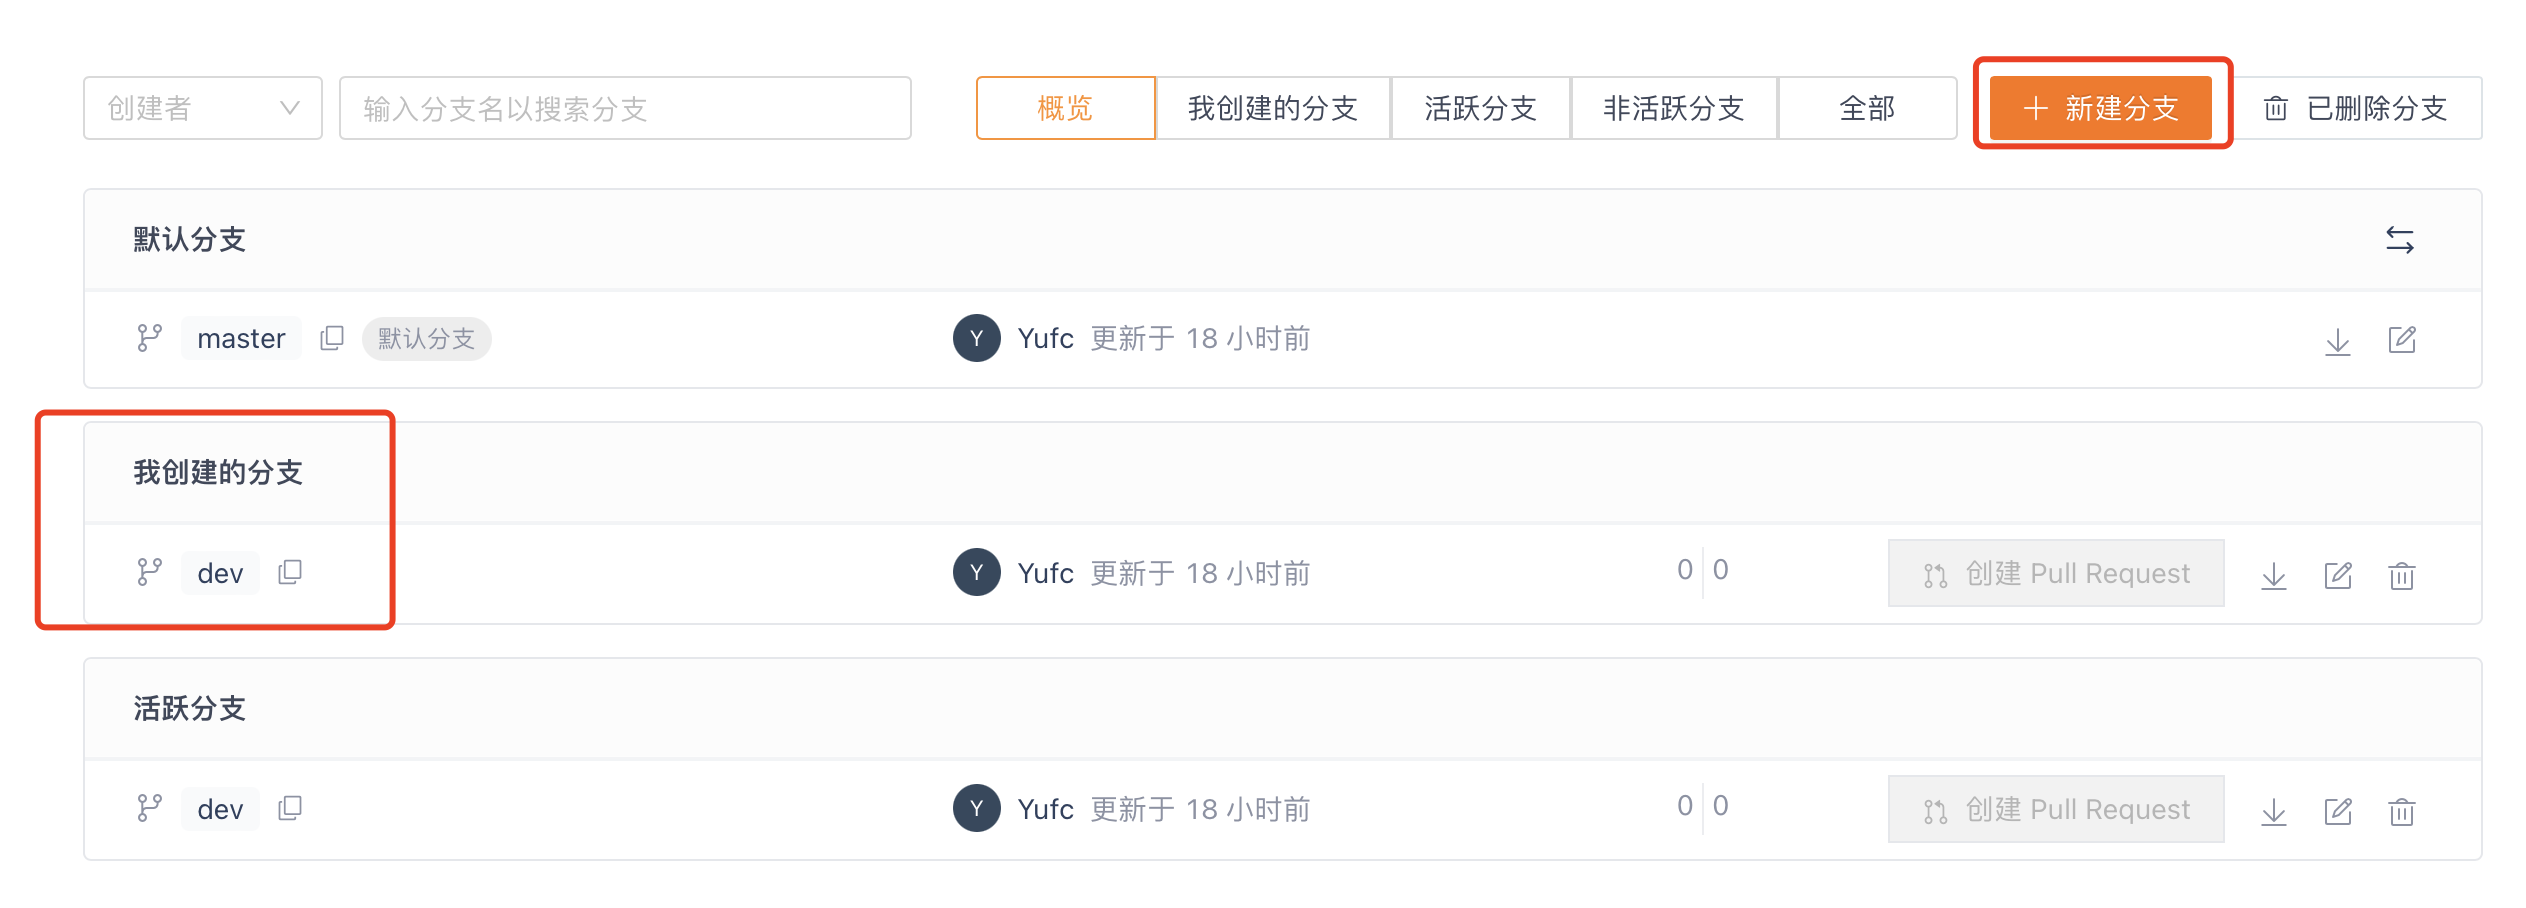 创建者 输入分支名以搜索分支 概览 我创建的分支 活跃分支 非活跃分支 全部 + 新建分支 已删除分支
默认分支
master 默认分支 Y Yufc 更新于 18 小时前
我创建的分支
dev Y Yufc 更新于 18 小时前 0 0 创建 Pull Request
活跃分支
dev Y Yufc 更新于 18 小时前 0 0 创建 Pull Request